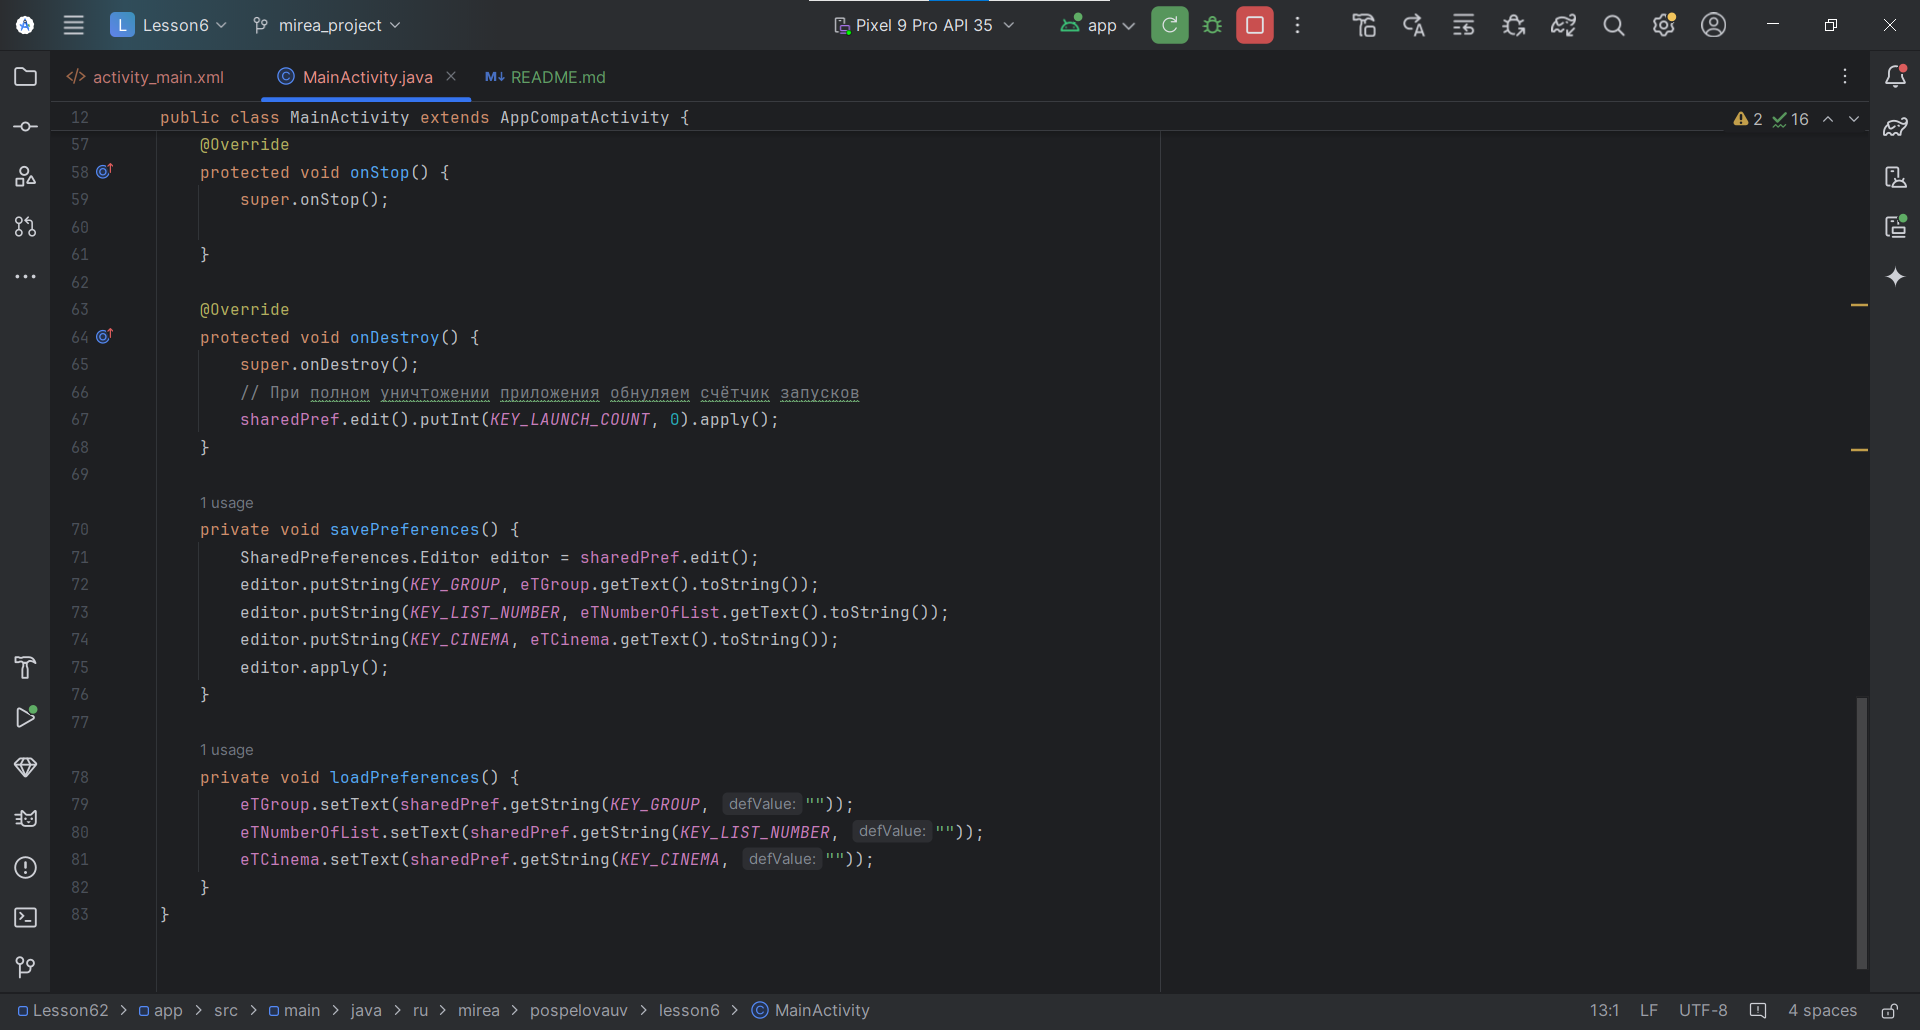 L Lesson6 mirea_project Pixel 9 Pro API 35 app
activity_main.xml MainActivity.java README.md
12 public class MainActivity extends AppCompatActivity { 2 16
57 @Override
58 protected void onStop() {
59 super.onStop();
60
61 }
62
63 @Override
64 protected void onDestroy() {
65 super.onDestroy();
66 // При полном уничтожении приложения обнуляем счётчик запусков
67 sharedPref.edit().putInt(KEY_LAUNCH_COUNT, 0).apply();
68 }
69
1 usage
70 private void savePreferences() {
71 SharedPreferences.Editor editor = sharedPref.edit();
72 editor.putString(KEY_GROUP, eTGroup.getText().toString());
73 editor.putString(KEY_LIST_NUMBER, eTNumberOfList.getText().toString());
74 editor.putString(KEY_CINEMA, eTCinema.getText().toString());
75 editor.apply();
76 }
77
1 usage
78 private void loadPreferences() {
79 eTGroup.setText(sharedPref.getString(KEY_GROUP, defValue: ""));
80 eTNumberOfList.setText(sharedPref.getString(KEY_LIST_NUMBER, defValue: ""));
81 eTCinema.setText(sharedPref.getString(KEY_CINEMA, defValue: ""));
82 }
83 }
Lesson62 > app > src > main > java > ru > mirea > pospelovauv > lesson6 > MainActivity 13:1 LF UTF-8 4 spaces